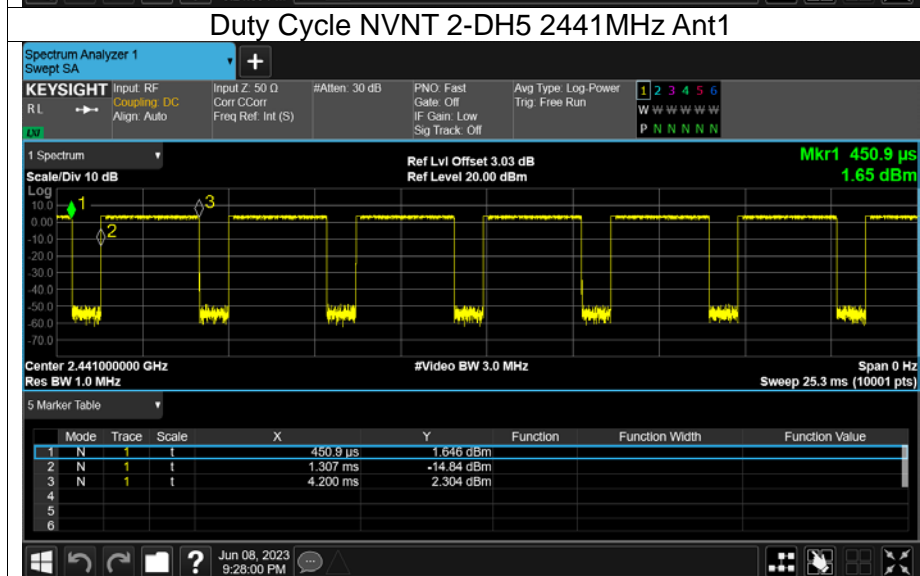 Duty Cycle NVNT 2-DH5 2441MHz Ant1
Spectrum Analyzer 1
Swept SA
+
KEYSIGHT Input: RF Input Z: 50 Ω #Atten: 30 dB PNO: Fast Avg Type: Log-Power 1 2 3 4 5 6
RL Coupling: DC Corr CCorr Gate: Off Trig: Free Run W W W W W W
Align: Auto Freq Ref: Int (S) IF Gain: Low
LXI Sig Track: Off P N N N N N
1 Spectrum Ref Lvl Offset 3.03 dB Mkr1 450.9 µs
Scale/Div 10 dB Ref Level 20.00 dBm 1.65 dBm
Log
10.0
0.00
-10.0
-20.0
-30.0
-40.0
-50.0
-60.0
-70.0
1
2
3
Center 2.441000000 GHz #Video BW 3.0 MHz Span 0 Hz
Res BW 1.0 MHz Sweep 25.3 ms (10001 pts)
5 Marker Table
Mode Trace Scale X Y Function Function Width Function Value
1 N 1 t 450.9 µs 1.646 dBm
2 N 1 t 1.307 ms -14.84 dBm
3 N 1 t 4.200 ms 2.304 dBm
4
5
6
? Jun 08, 2023
9:28:00 PM